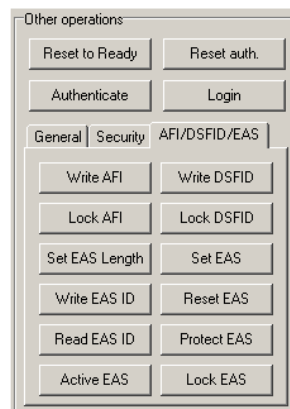 Other operations
Reset to Ready Reset auth.
Authenticate Login
General Security AFI/DSFID/EAS
Write AFI Write DSFID
Lock AFI Lock DSFID
Set EAS Length Set EAS
Write EAS ID Reset EAS
Read EAS ID Protect EAS
Active EAS Lock EAS